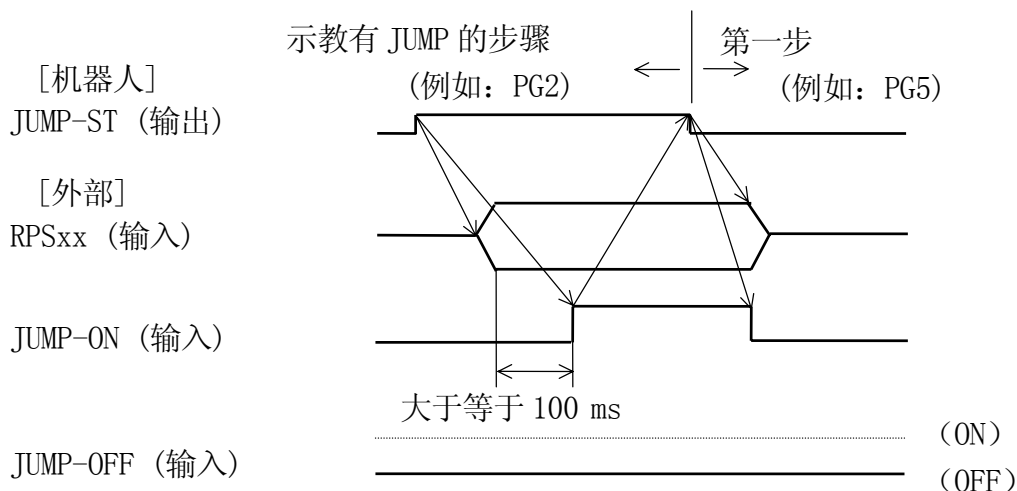 示教有 JUMP 的步骤
第一步
[机器人]
(例如：PG2)
(例如：PG5)
JUMP-ST (输出)
[外部]
RPSxx (输入)
JUMP-ON (输入)
大于等于 100 ms
(ON)
JUMP-OFF (输入)
(OFF)